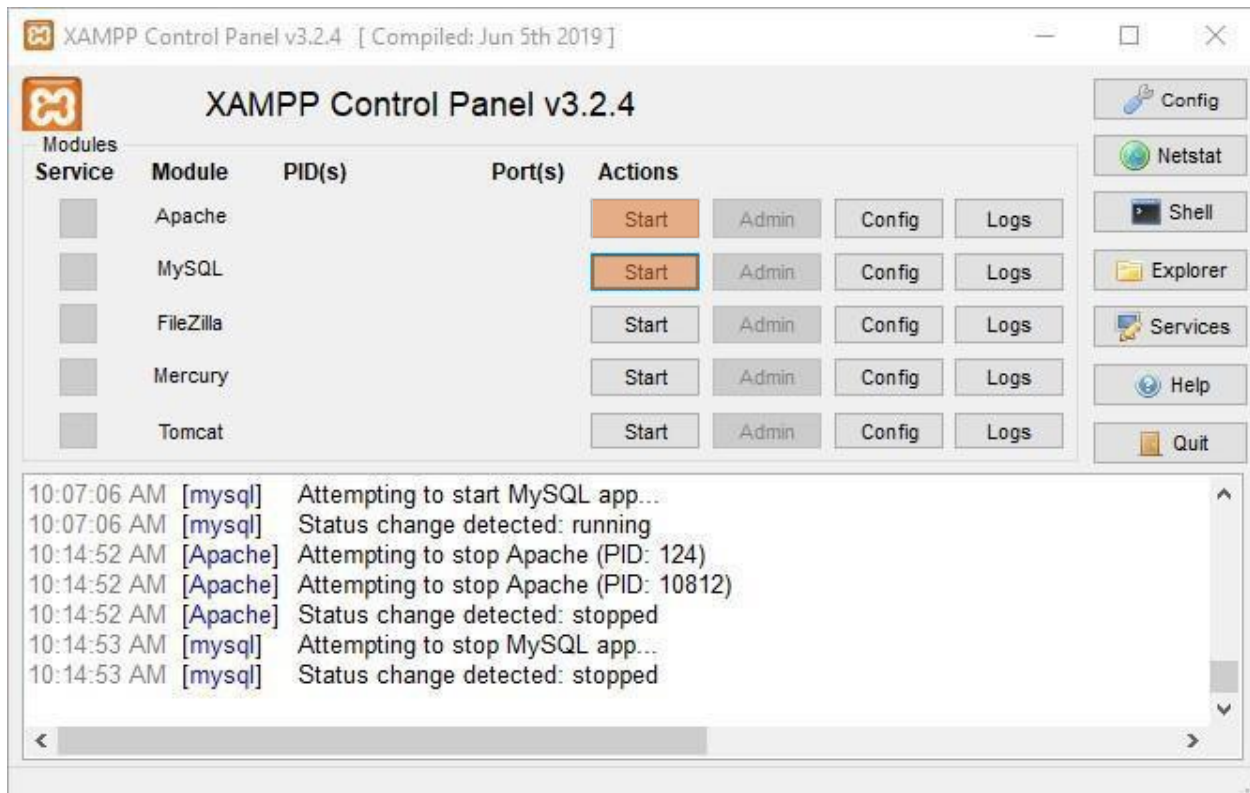 XAMPP Control Panel v3.2.4 [ Compiled: Jun 5th 2019 ]
XAMPP Control Panel v3.2.4
Modules
Service Module PID(s) Port(s) Actions
Apache Start Admin Config Logs
MySQL Start Admin Config Logs
FileZilla Start Admin Config Logs
Mercury Start Admin Config Logs
Tomcat Start Admin Config Logs
Config
Netstat
Shell
Explorer
Services
Help
Quit
10:07:06 AM [mysql] Attempting to start MySQL app...
10:07:06 AM [mysql] Status change detected: running
10:14:52 AM [Apache] Attempting to stop Apache (PID: 124)
10:14:52 AM [Apache] Attempting to stop Apache (PID: 10812)
10:14:52 AM [Apache] Status change detected: stopped
10:14:53 AM [mysql] Attempting to stop MySQL app...
10:14:53 AM [mysql] Status change detected: stopped